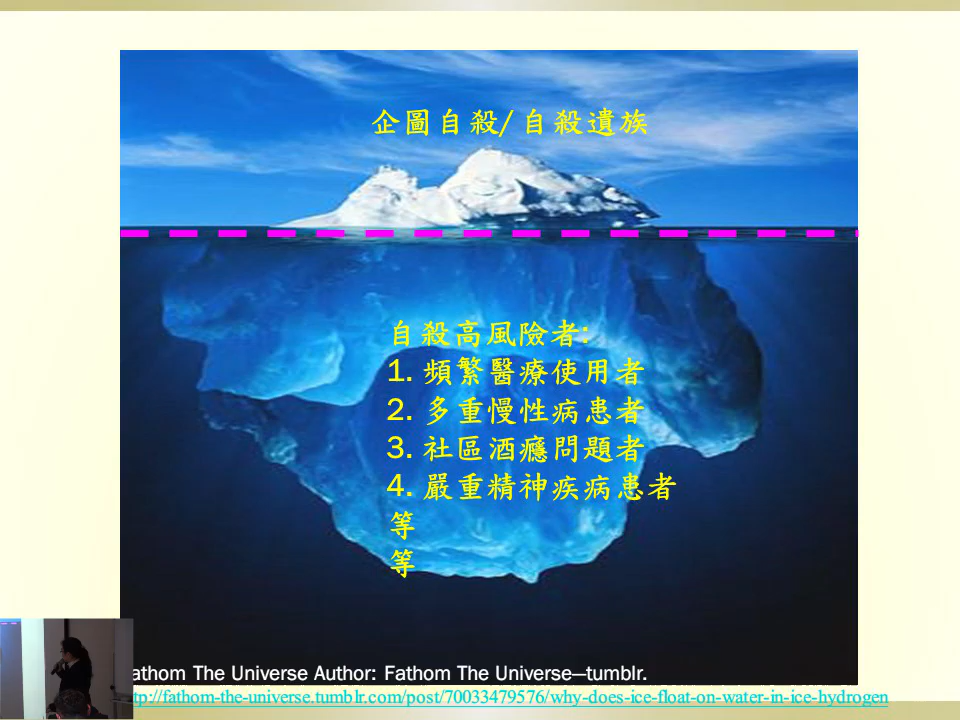 企圖自殺/自殺遺族
自殺高風險者:
1. 頻繁醫療使用者
2. 多重慢性病患者
3. 社區酒癮問題者
4. 嚴重精神疾病患者
等
等
athom The Universe Author: Fathom The Universe—tumblr.
tp://fathom-the-universe.tumblr.com/post/70033479576/why-does-ice-float-on-water-in-ice-hydrogen